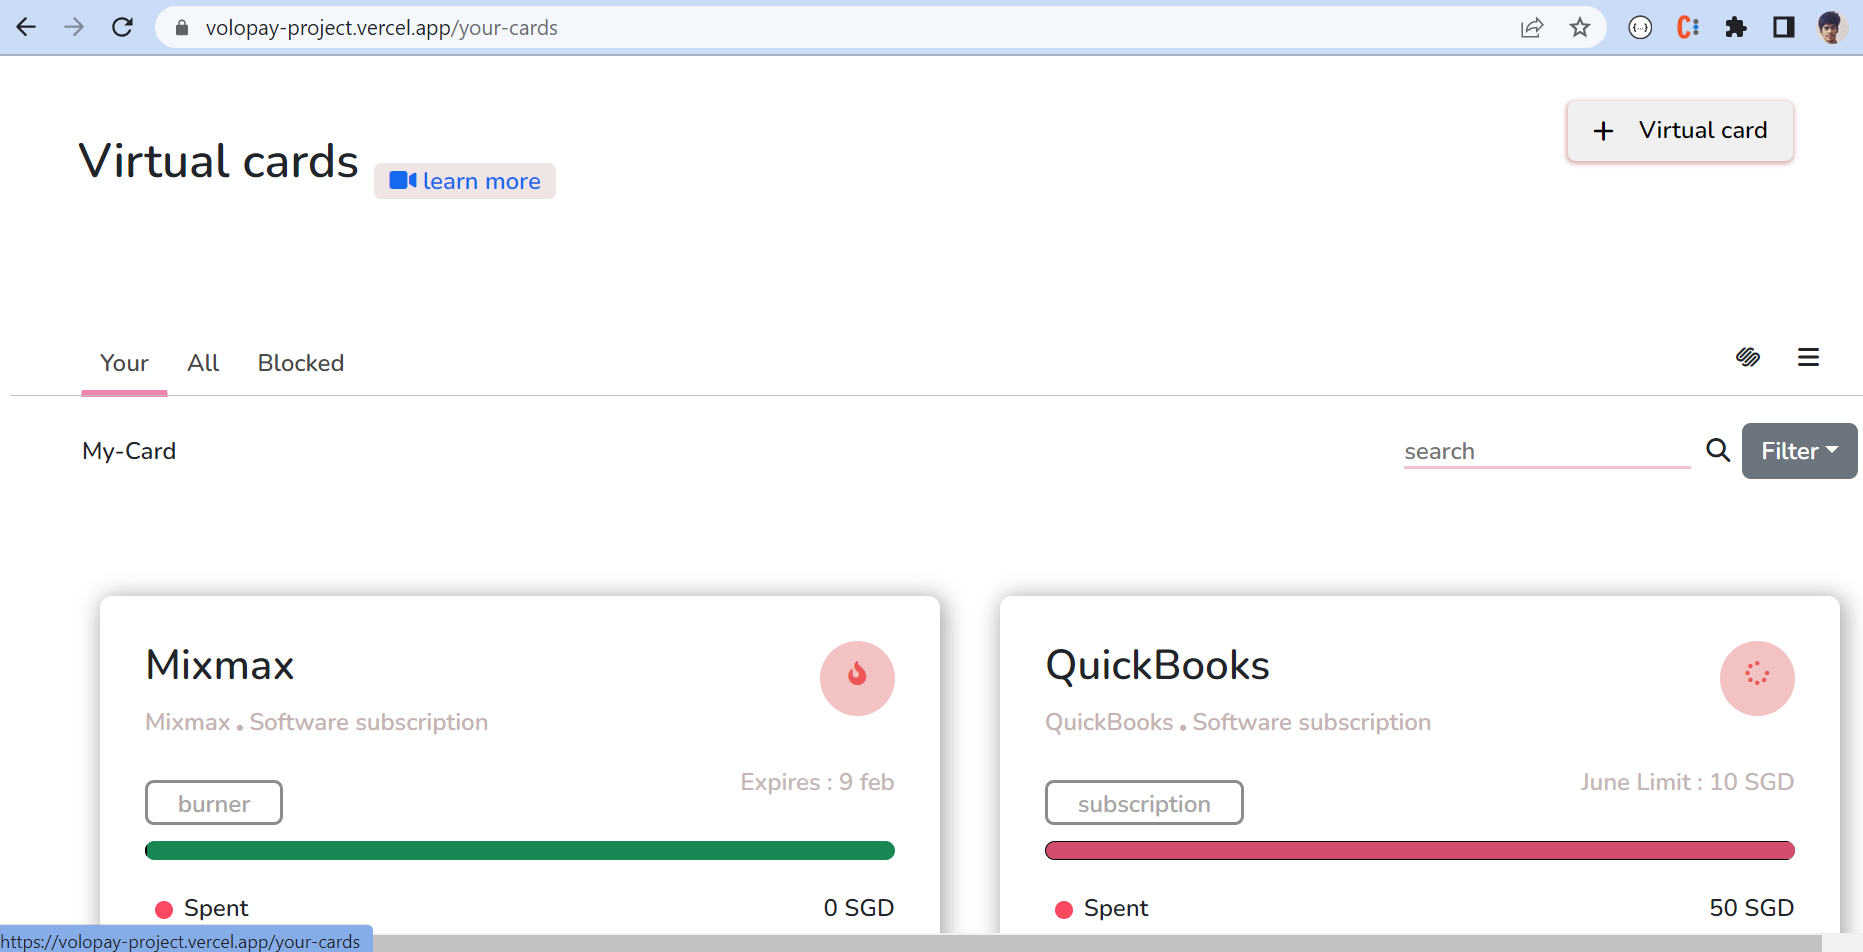 volopay-project.vercel.app/your-cards
+ Virtual card
Virtual cards
learn more
Your All Blocked
My-Card
search
Filter
Mixmax
Mixmax . Software subscription
Expires : 9 feb
burner
Spent 0 SGD
QuickBooks
QuickBooks . Software subscription
June Limit : 10 SGD
subscription
Spent 50 SGD
https://volopay-project.vercel.app/your-cards